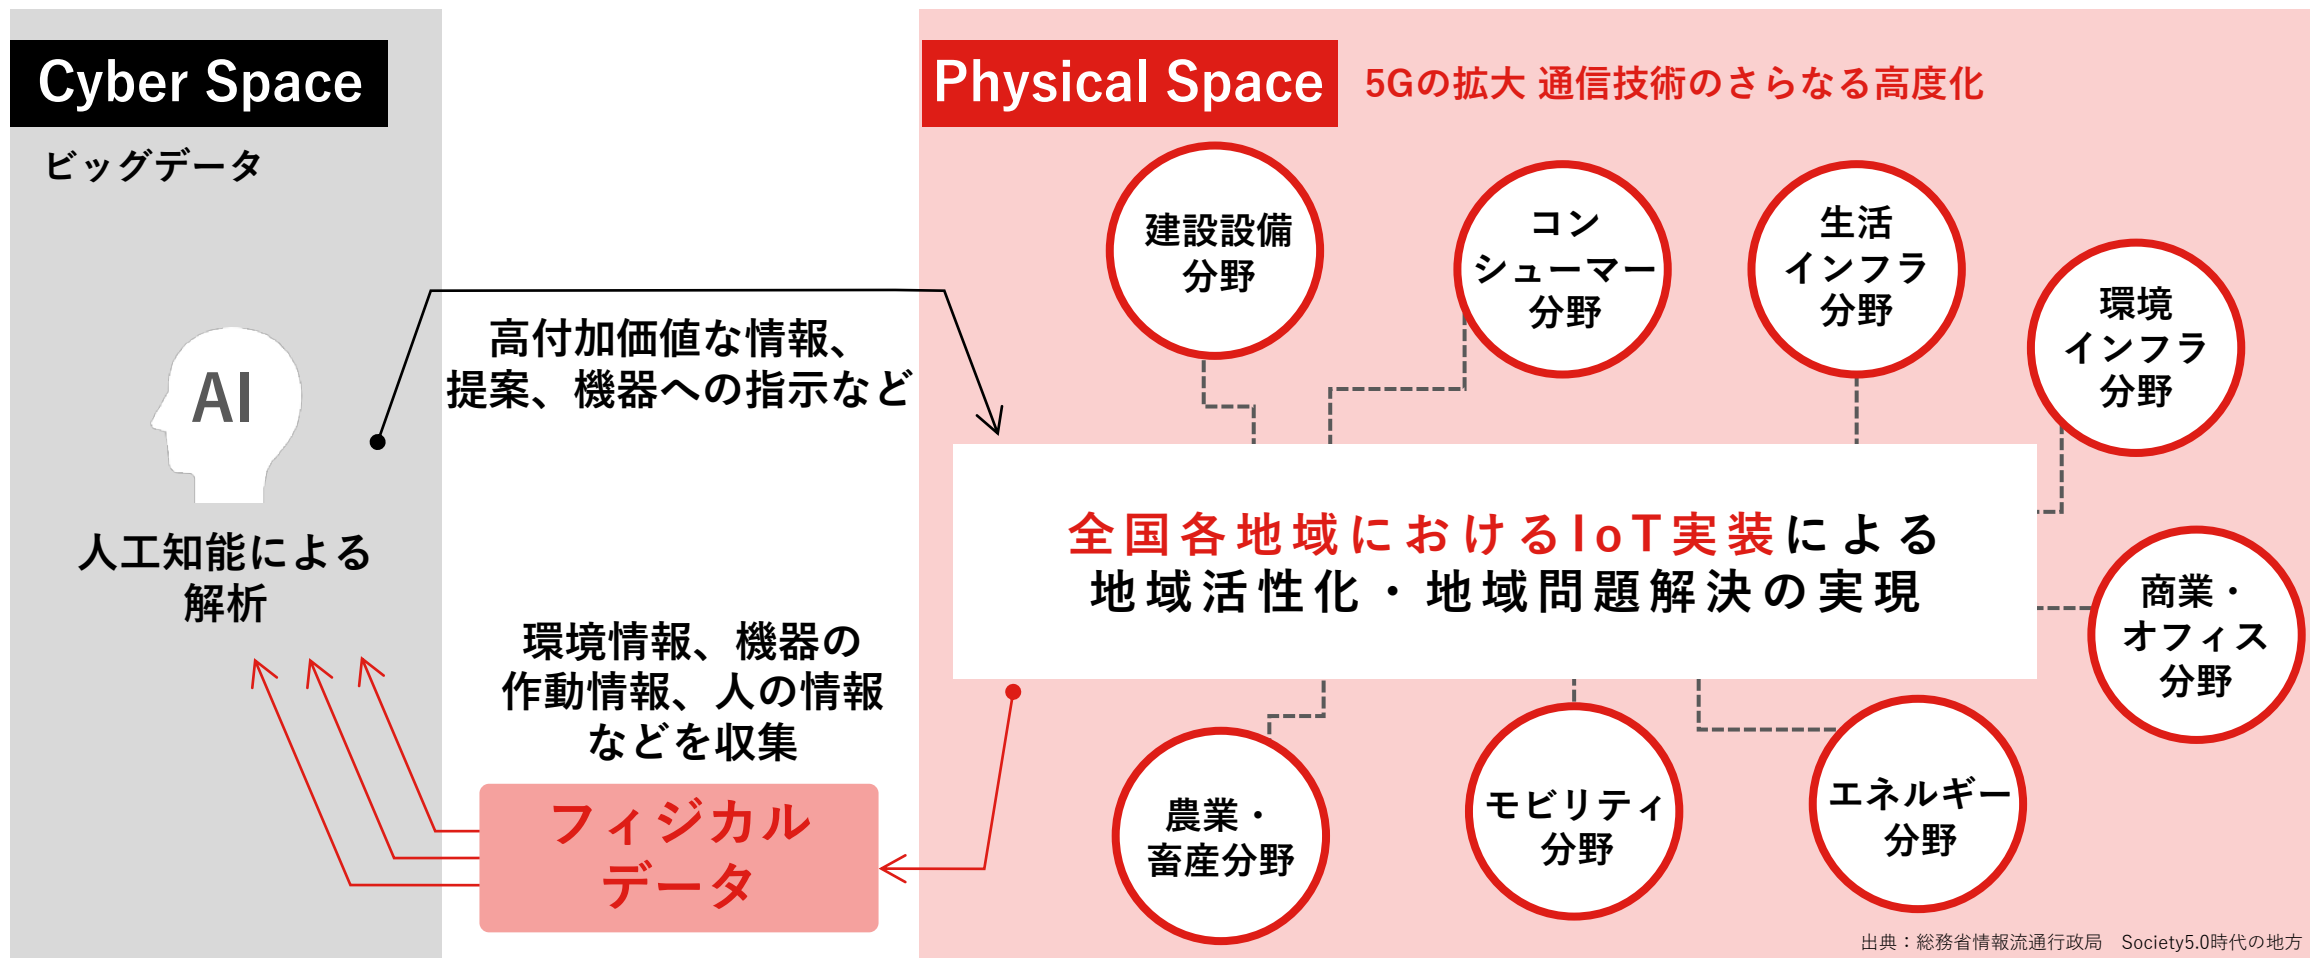 Cyber Space
ビッグデータ
AI
人工知能による
解析
高付加価値な情報、
提案、機器への指示など
環境情報、機器の
作動情報、人の情報
などを収集
フィジカル
データ
Physical Space
5Gの拡大 通信技術のさらなる高度化
建設設備
分野
コン
シューマー
分野
生活
インフラ
分野
環境
インフラ
分野
全国各地域におけるIoT実装による
地域活性化・地域問題解決の実現
商業・
オフィス
分野
農業・
畜産分野
モビリティ
分野
エネルギー
分野
出典：総務省情報流通行政局　Society5.0時代の地方